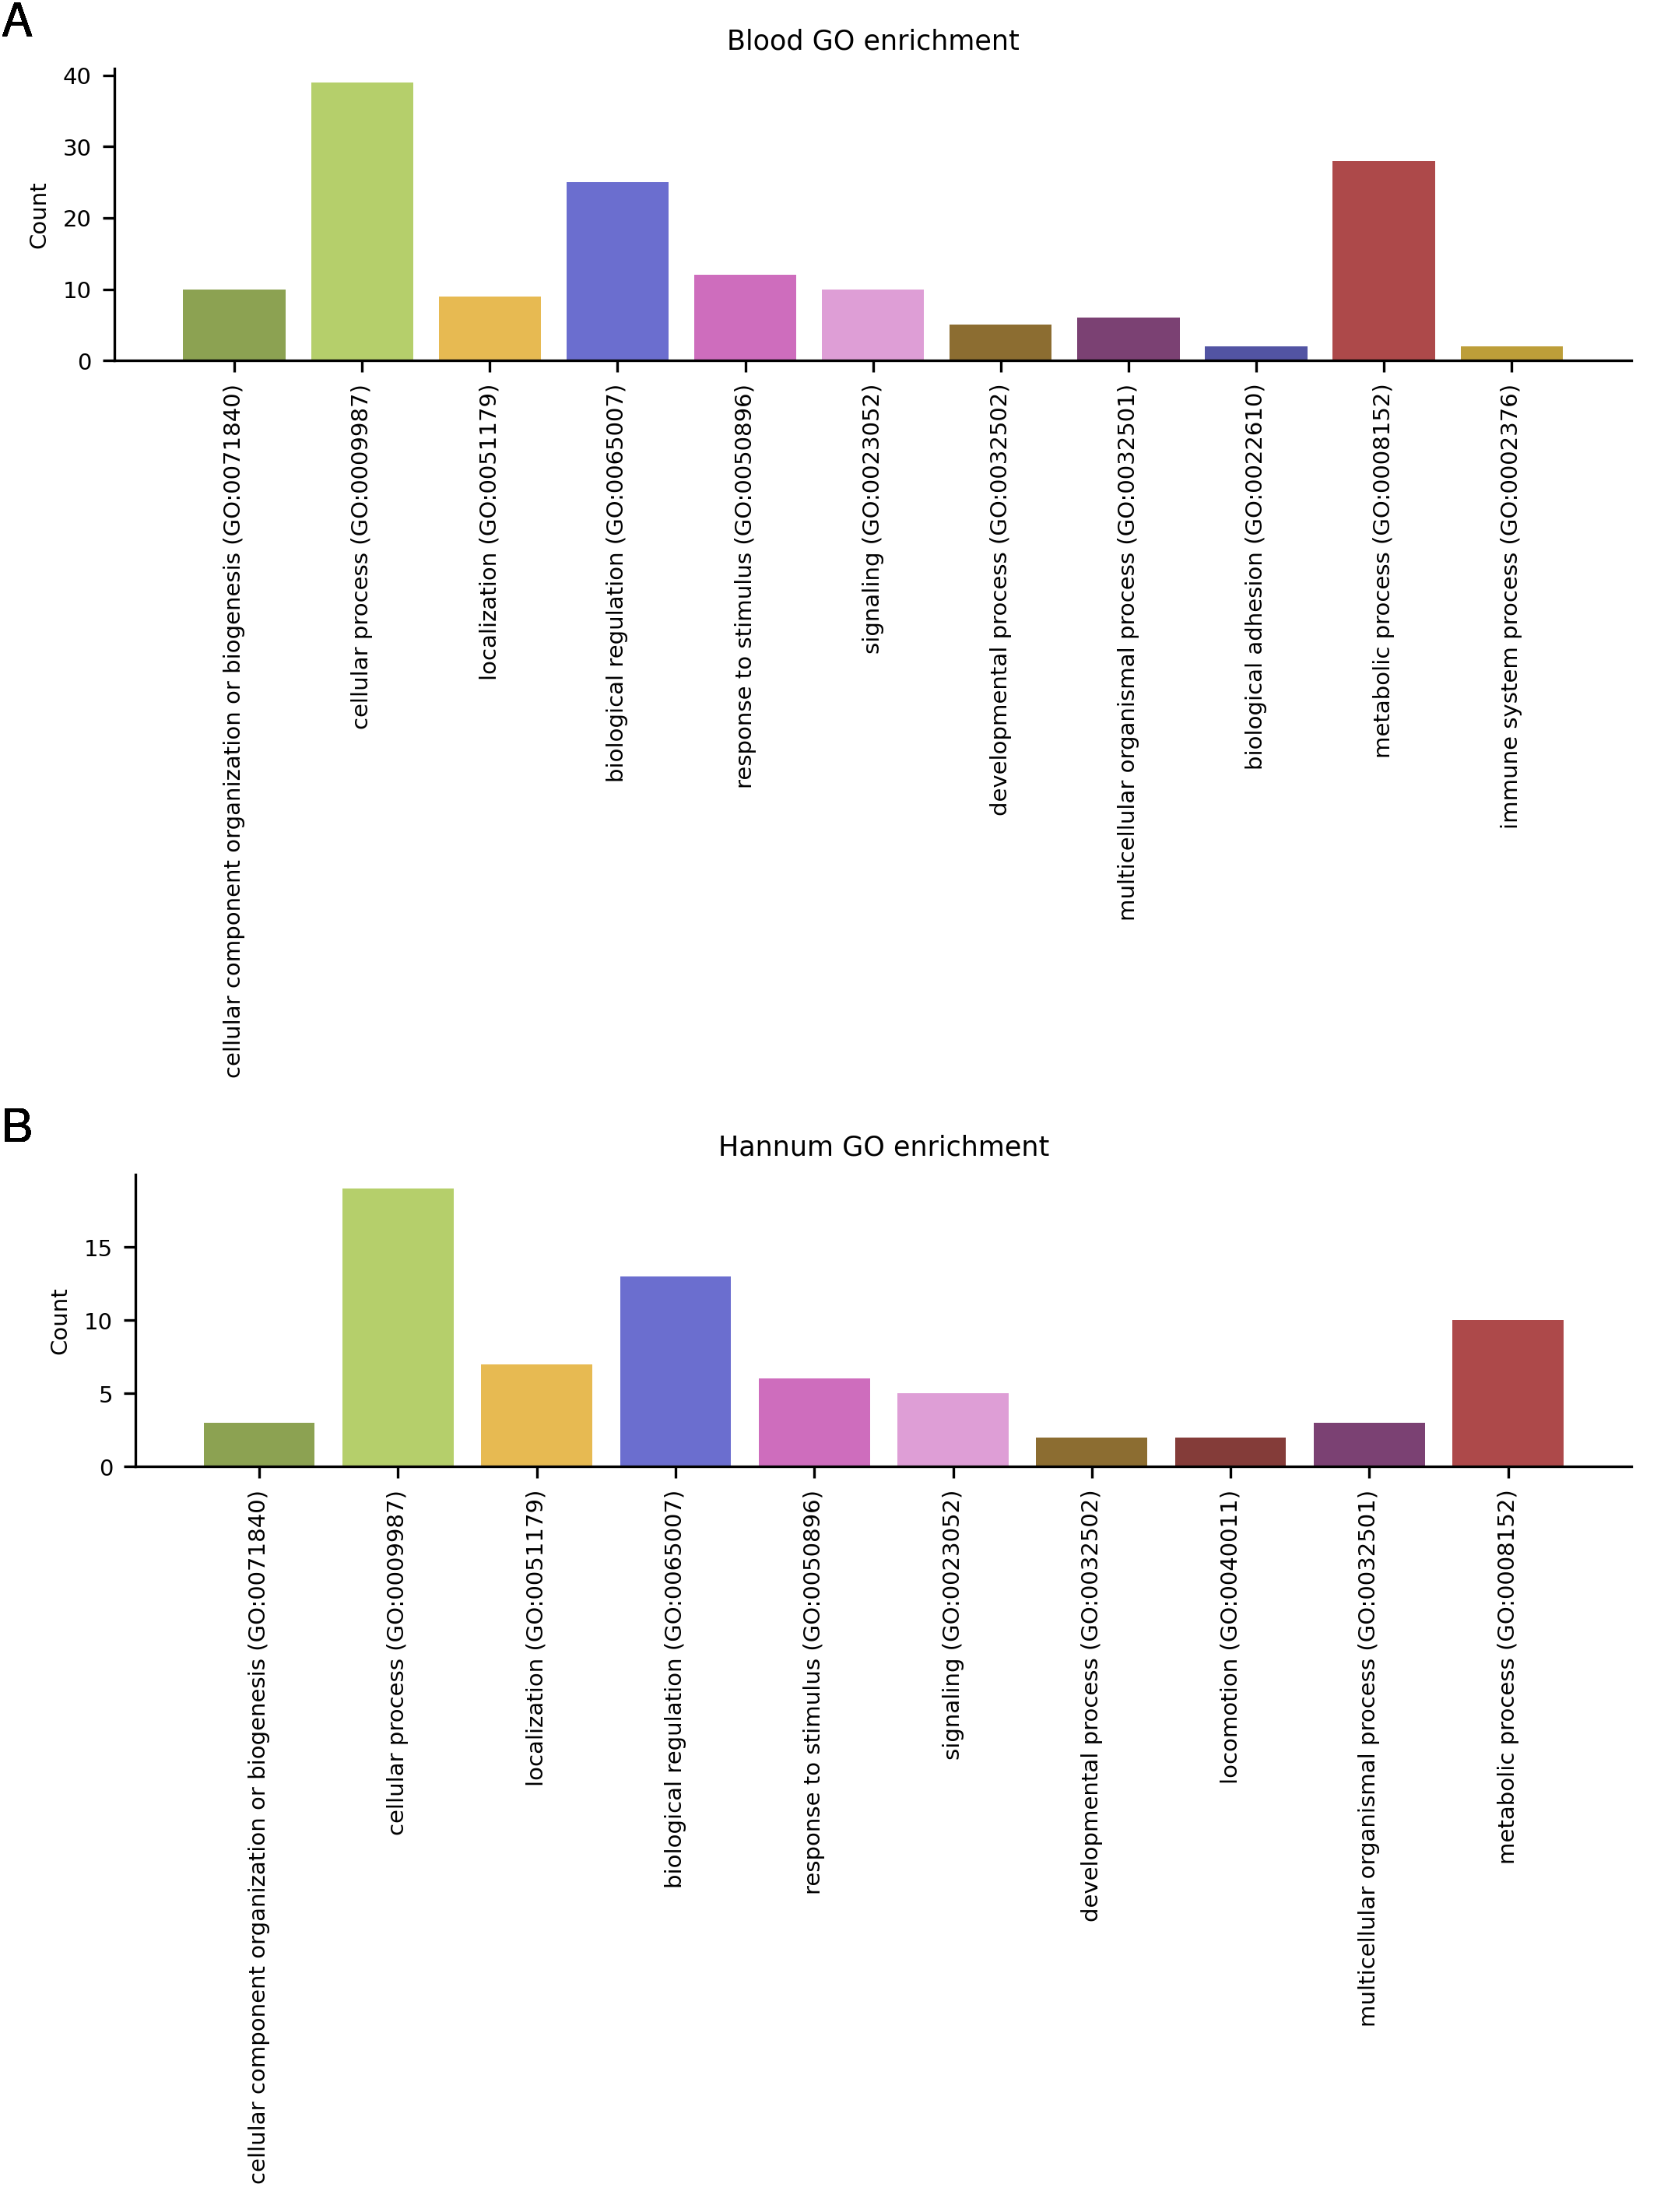 A
Blood GO enrichment
40
30
20
10
0
Count
cellular component organization or biogenesis (GO:0071840)
cellular process (GO:0009987)
localization (GO:0051179)
biological regulation (GO:0065007)
response to stimulus (GO:0050896)
signaling (GO:0023052)
developmental process (GO:0032502)
multicellular organismal process (GO:0032501)
biological adhesion (GO:0022610)
metabolic process (GO:0008152)
immune system process (GO:0002376)
B
Hannum GO enrichment
15
10
5
0
Count
cellular component organization or biogenesis (GO:0071840)
cellular process (GO:0009987)
localization (GO:0051179)
biological regulation (GO:0065007)
response to stimulus (GO:0050896)
signaling (GO:0023052)
developmental process (GO:0032502)
locomotion (GO:0040011)
multicellular organismal process (GO:0032501)
metabolic process (GO:0008152)